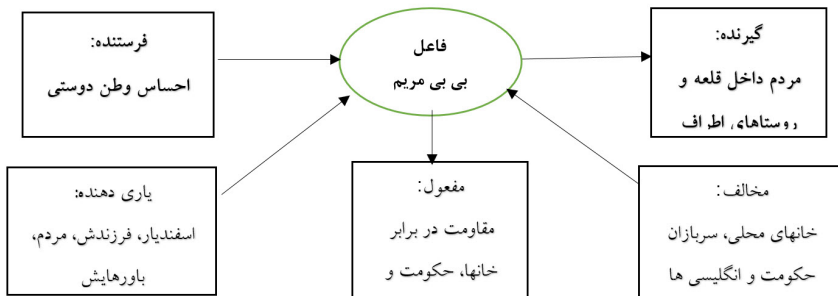 گیرنده:
مردم داخل قلعه و
روستاهای اطراف
فاعل
بی بی مریم
فرستنده:
احساس وطن دوستی
مخالف:
خانهای محلی، سربازان
حکومت و انگلیسی ها
مفعول:
مقاومت در برابر
خانها، حکومت و
یاری دهنده:
اسفندیار، فرزندش، مردم،
باورهایش